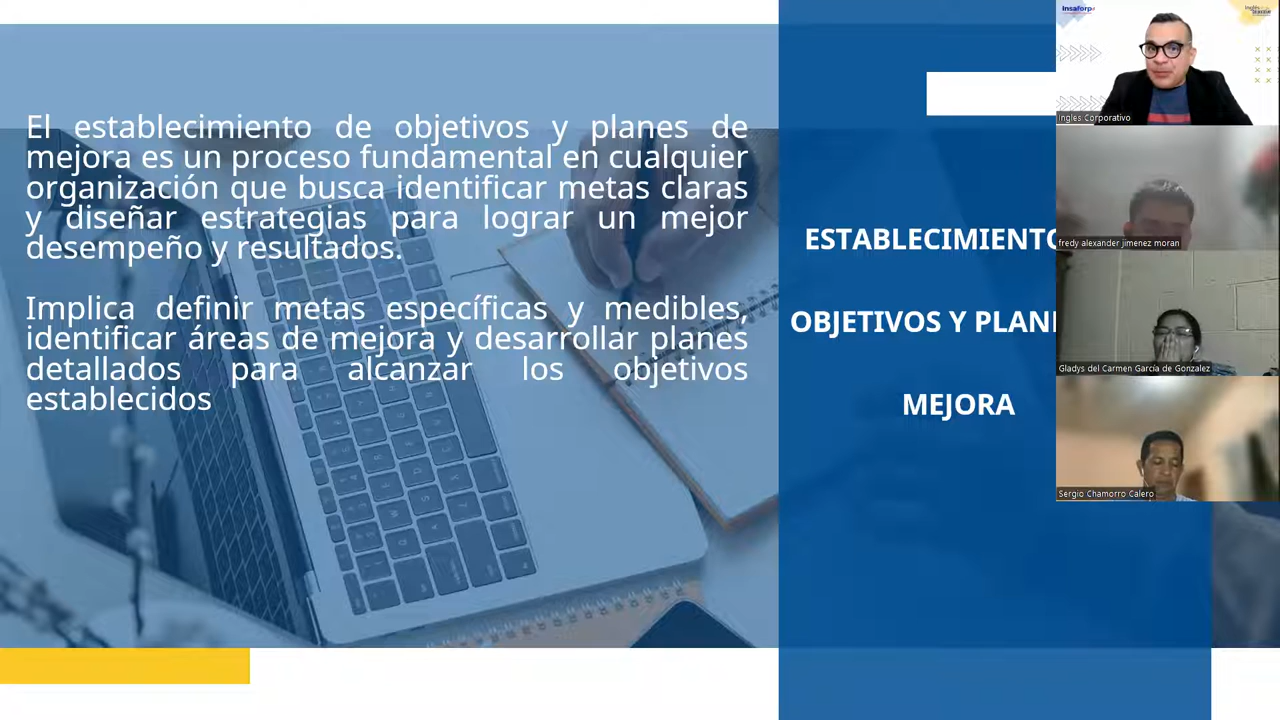 El establecimiento de objetivos y planes de
mejora es un proceso fundamental en cualquier
organización que busca identificar metas claras
y diseñar estrategias para lograr un mejor
desempeño y resultados.
Implica definir metas específicas y medibles,
identificar áreas de mejora y desarrollar planes
detallados para alcanzar los objetivos
establecidos
ESTABLECIMIENTO
OBJETIVOS Y PLAN
MEJORA
insaforp
Ingles Corporativo
fredy alexander jimenez moran
Gladys del Carmen García de Gonzalez
Sergio Chamorro Calero